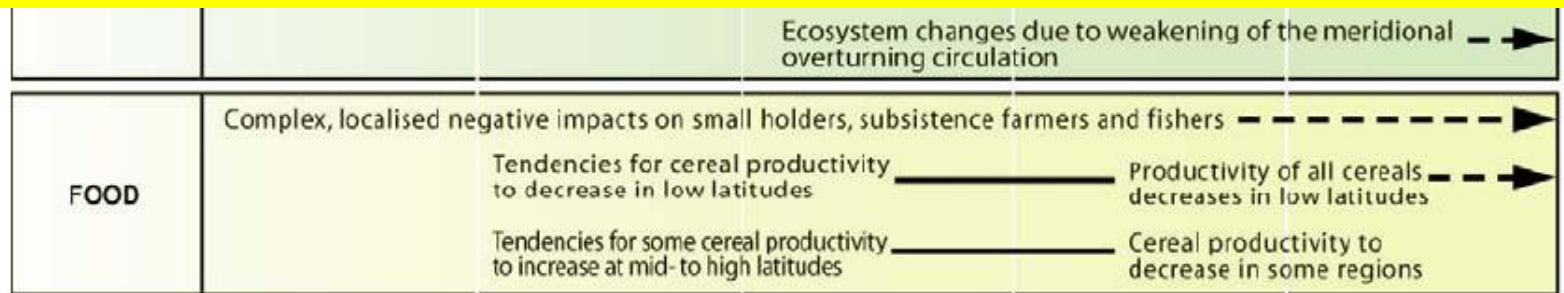 Ecosystem changes due to weakening of the meridional
overturning circulation
FOOD
Complex, localised negative impacts on small holders, subsistence farmers and fishers
Tendencies for cereal productivity
to decrease in low latitudes
Productivity of all cereals
decreases in low latitudes
Tendencies for some cereal productivity
to increase at mid- to high latitudes
Cereal productivity to
decrease in some regions